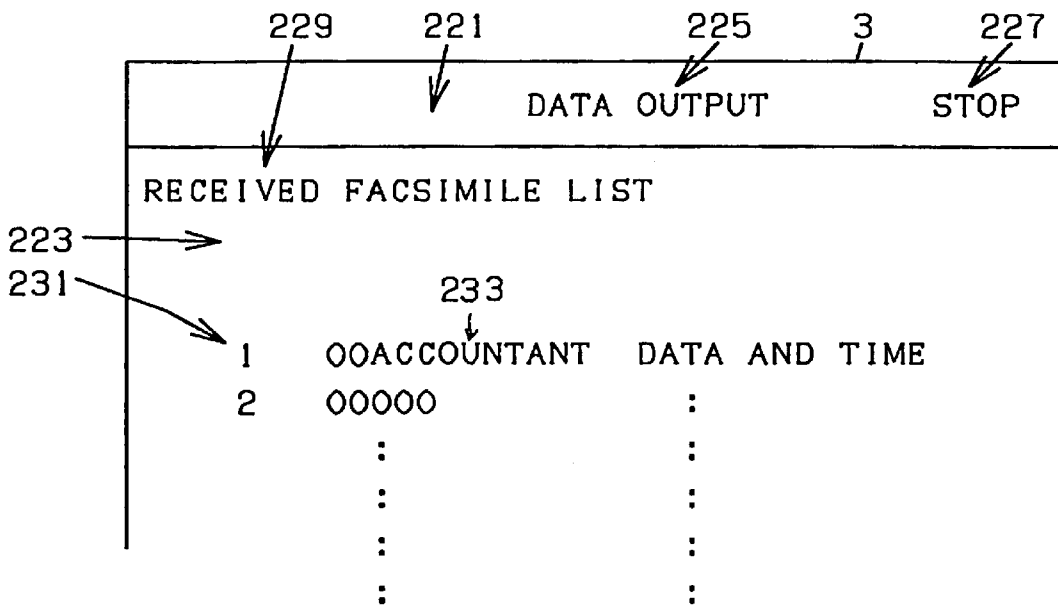 229 221 225 3 227
DATA OUTPUT STOP
RECEIVED FACSIMILE LIST
223
231
233
1 OOACCOUNTANT DATA AND TIME
2 OOOOO :
: :
: :
: :
: :